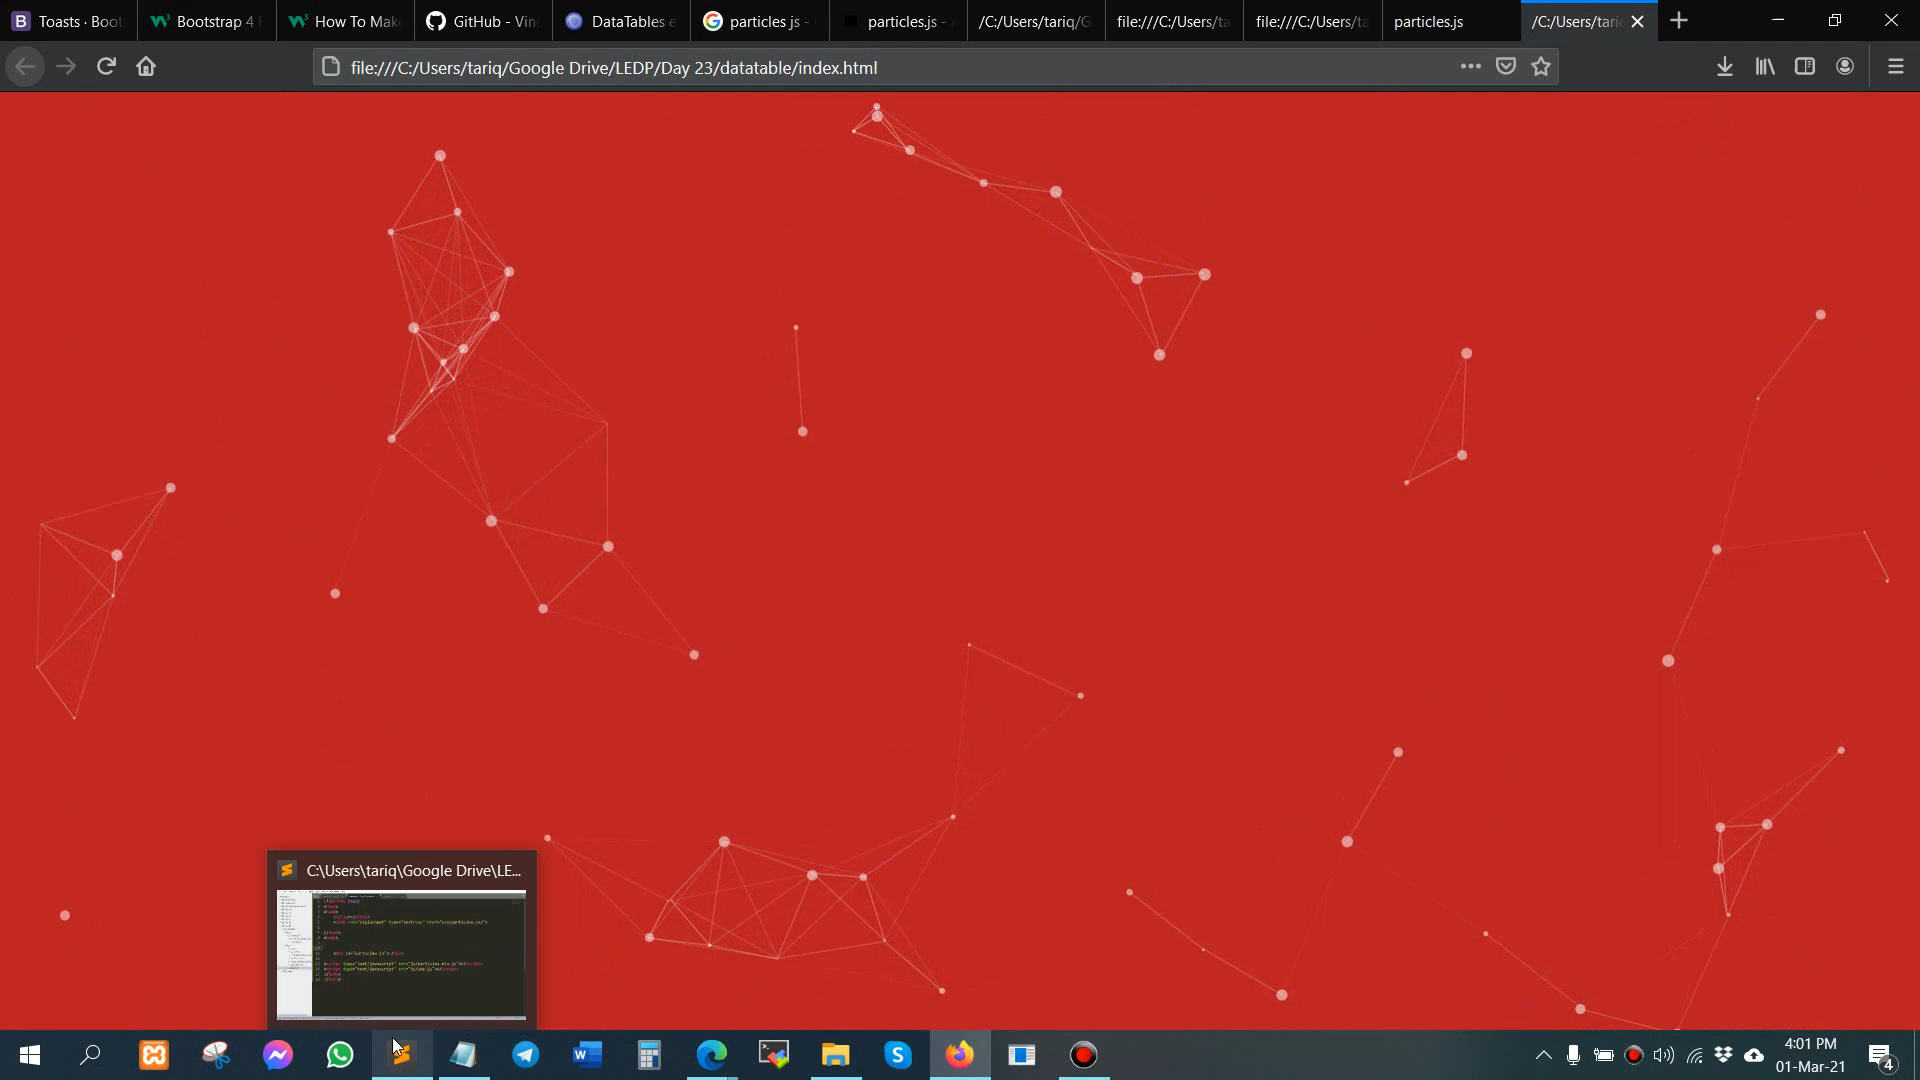 Toasts · Boot
Bootstrap 4
How To Mak
GitHub - Vin
DataTables e
particles js -
particles.js -
/C:/Users/tariq/G
file:///C:/Users/ta
file:///C:/Users/ta
particles.js
/C:/Users/tariq
file:///C:/Users/tariq/Google Drive/LEDP/Day 23/datatable/index.html
C:\Users\tariq\Google Drive\LE...
4:01 PM
01-Mar-21
4